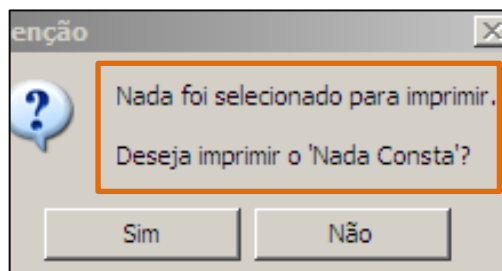 enção
Nada foi selecionado para imprimir.
Deseja imprimir o 'Nada Consta'?
Sim Não